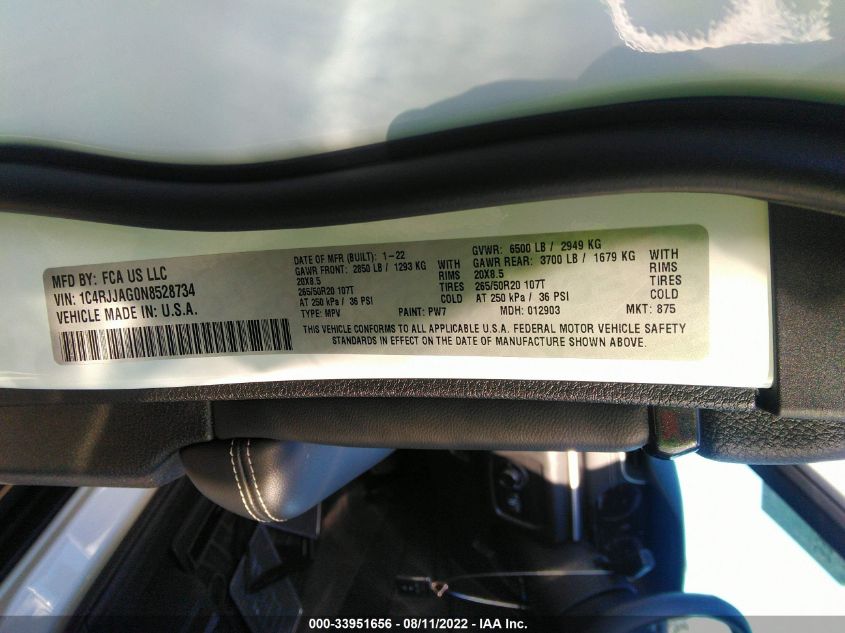 MFD BY: FCA US LLC
VIN: 1C4RJJAG0N8528734
VEHICLE MADE IN: U.S.A.
DATE OF MFR (BUILT): 1-22
GAWR FRONT: 2850 LB / 1293 KG WITH
20X8.5 RIMS
265/50R20 107T TIRES
AT 250 kPA / 36 PSI COLD
TYPE: MPV PAINT: PW7
GVWR: 6500 LB / 2949 KG
GAWR REAR: 3700 LB / 1679 KG WITH
20X8.5 RIMS
265/50R20 107T TIRES
AT 250 kPA / 36 PSI COLD
MDH: 012903 MKT: 875
THIS VEHICLE CONFORMS TO ALL APPLICABLE U.S.A. FEDERAL MOTOR VEHICLE SAFETY
STANDARDS IN EFFECT ON THE DATE OF MANUFACTURE SHOWN ABOVE.
000-33951656 - 08/11/2022 - IAA Inc.